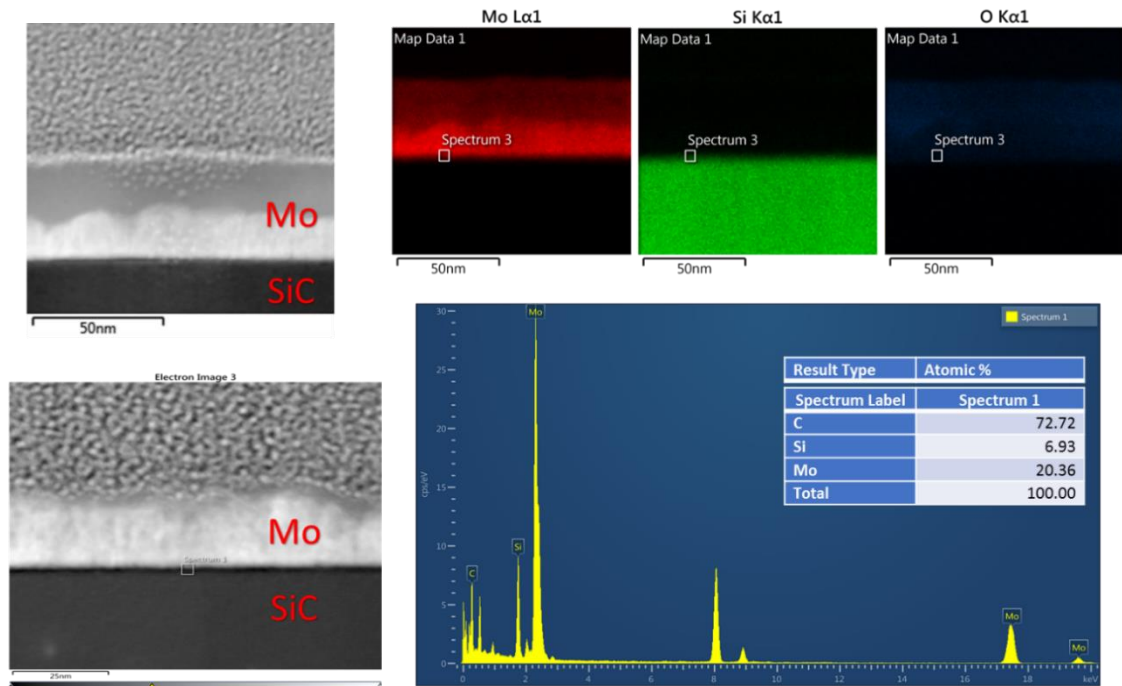 Mo
SiC
50nm
Mo Lα1
Map Data 1
Spectrum 3
50nm
Si Kα1
Map Data 1
Spectrum 3
50nm
O Kα1
Map Data 1
Spectrum 3
50nm
Electron Image 3
Mo
Spectrum 3
SiC
25nm
Spectrum 1
cps/eV
30
25
20
15
10
5
0
Mo
Si
C
Mo
Mo
0 2 4 6 8 10 12 14 16 18 keV
Result Type Atomic %
Spectrum Label Spectrum 1
C 72.72
Si 6.93
Mo 20.36
Total 100.00